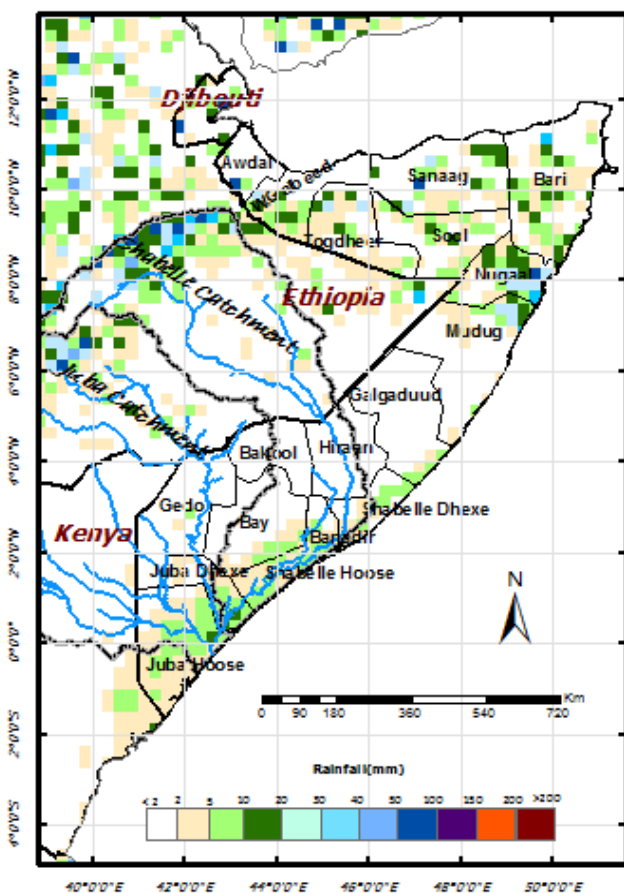 12°0'0"N
10°0'0"N
8°0'0"N
6°0'0"N
4°0'0"N
2°0'0"N
0°0'0"
2°0'0"S
4°0'0"S
Djibouti
Awdal
W.Galbeed
Sanaag
Bari
Togdheer
Sool
Shabelle Catchment
Ethiopia
Nugaal
Mudug
Juba Catchment
Galgaduud
Bakool
Hiraan
Gedo
Bay
Shabelle Dhexe
Kenya
Banadir
Juba Dhexe
Shabelle Hoose
Juba Hoose
N
Km
0 90 180 360 540 720
Rainfall(mm)
< 2 2 5 10 20 30 40 50 100 150 200 >200
40°0'0"E 42°0'0"E 44°0'0"E 46°0'0"E 48°0'0"E 50°0'0"E